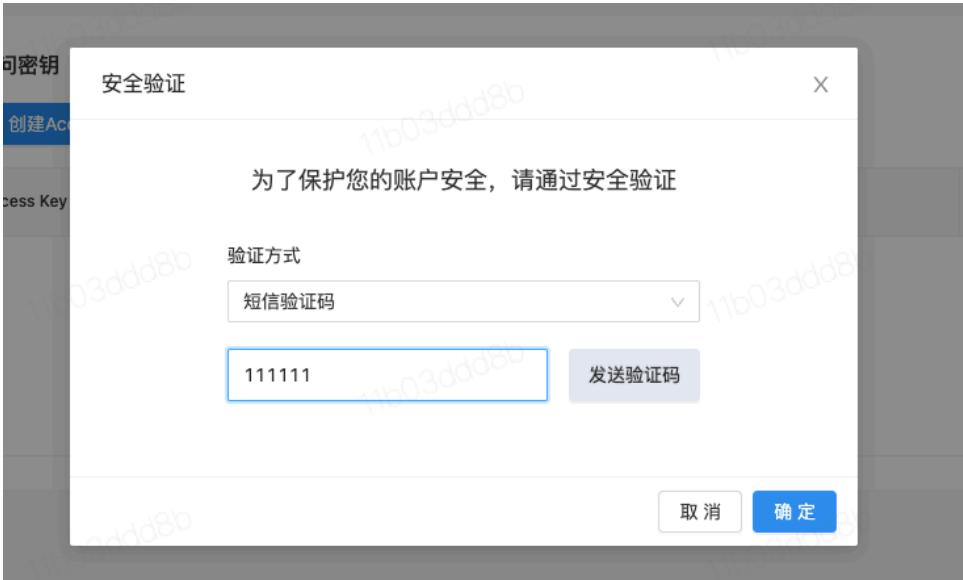 问密钥
安全验证
X
创建Acc
为了保护您的账户安全，请通过安全验证
cess Key
验证方式
短信验证码
111111
发送验证码
取 消
确 定
11b03ddd8b
11b03ddd8b
11b03ddd8b
11b03ddd8b
11b03ddd8b